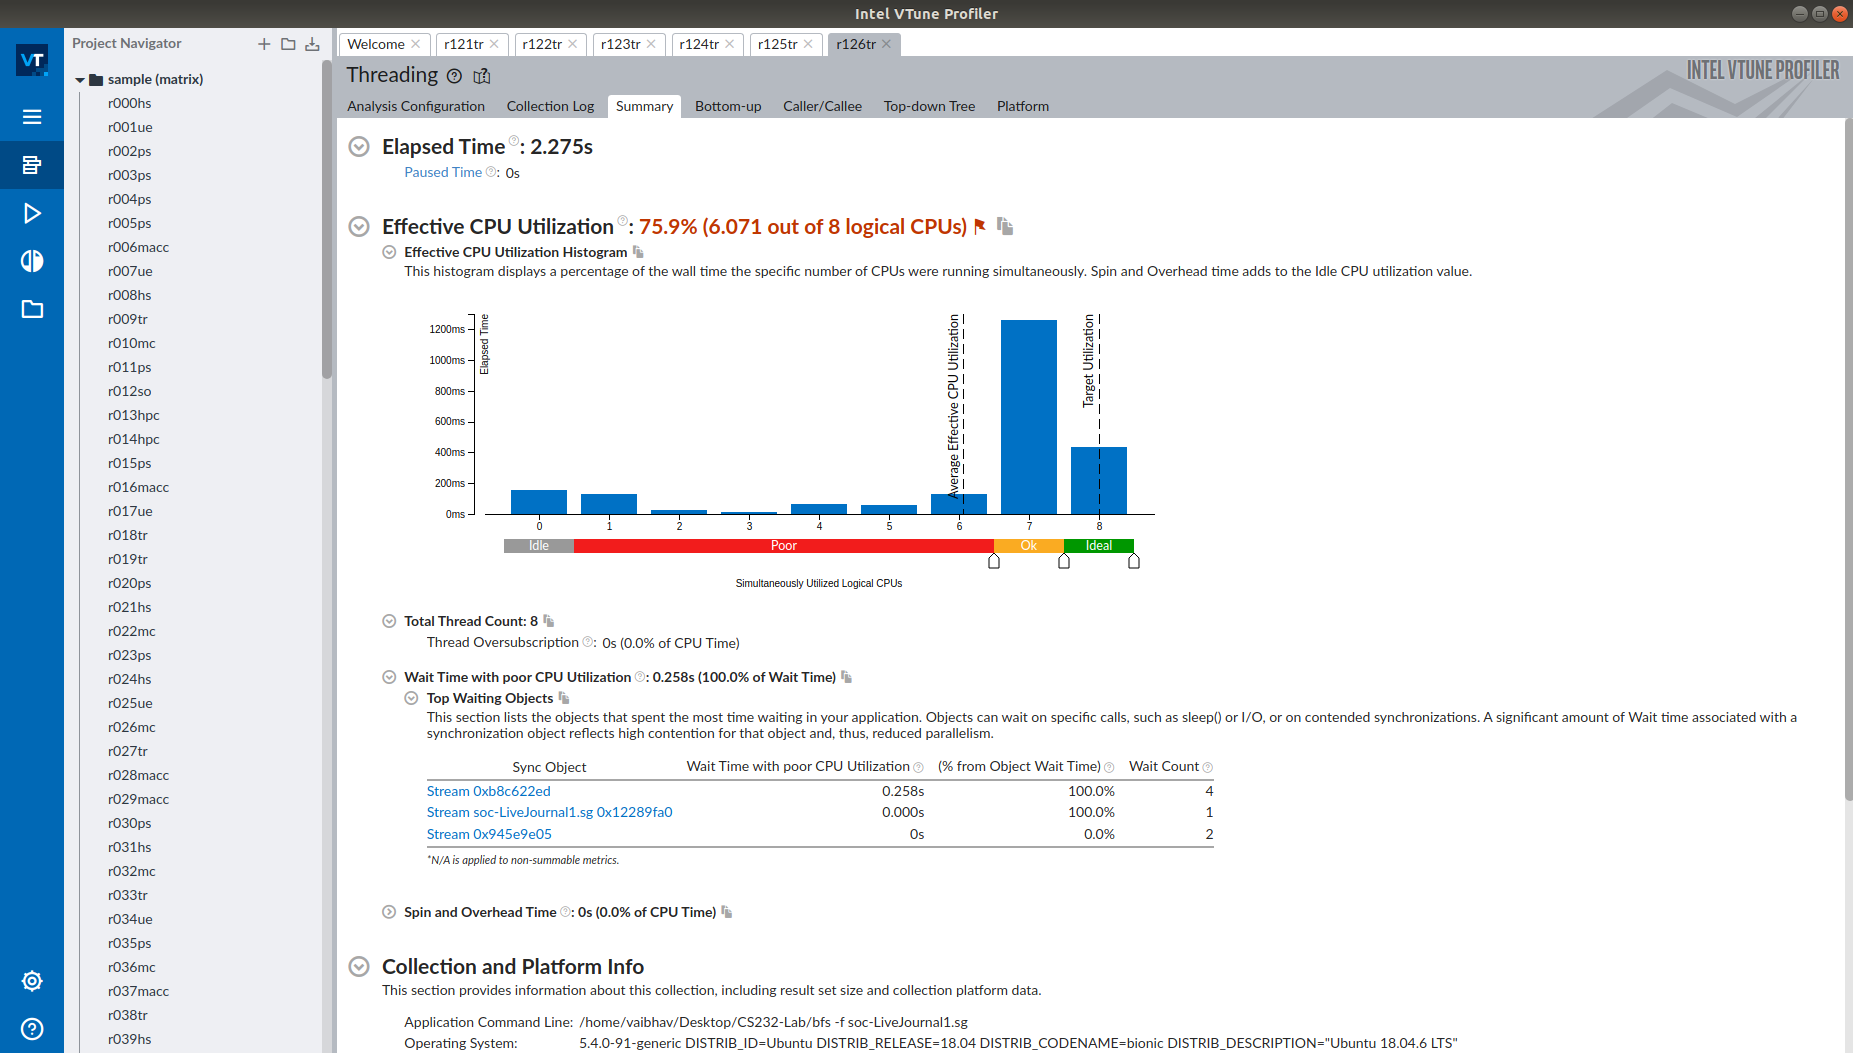 Intel VTune Profiler
VT
Project Navigator
sample (matrix)
r000hs
r001ue
r002ps
r003ps
r004ps
r005ps
r006macc
r007ue
r008hs
r009tr
r010mc
r011ps
r012so
r013hpc
r014hpc
r015ps
r016macc
r017ue
r018tr
r019tr
r020ps
r021hs
r022mc
r023ps
r024hs
r025ue
r026mc
r027tr
r028macc
r029macc
r030ps
r031hs
r032mc
r033tr
r034ue
r035ps
r036mc
r037macc
r038tr
r039hs
Welcome r121tr r122tr r123tr r124tr r125tr r126tr
Threading
INTEL VTUNE PROFILER
Analysis Configuration Collection Log Summary Bottom-up Caller/Callee Top-down Tree Platform
Elapsed Time : 2.275s
Paused Time : 0s
Effective CPU Utilization : 75.9% (6.071 out of 8 logical CPUs)
Effective CPU Utilization Histogram
This histogram displays a percentage of the wall time the specific number of CPUs were running simultaneously. Spin and Overhead time adds to the Idle CPU utilization value.
Elapsed Time
1200ms
1000ms
800ms
600ms
400ms
200ms
0ms
Average Effective CPU Utilization
Target Utilization
0 1 2 3 4 5 6 7 8
Idle Poor Ok Ideal
Simultaneously Utilized Logical CPUs
Total Thread Count: 8
Thread Oversubscription : 0s (0.0% of CPU Time)
Wait Time with poor CPU Utilization : 0.258s (100.0% of Wait Time)
Top Waiting Objects
This section lists the objects that spent the most time waiting in your application. Objects can wait on specific calls, such as sleep() or I/O, or on contended synchronizations. A significant amount of Wait time associated with a
synchronization object reflects high contention for that object and, thus, reduced parallelism.
Sync Object Wait Time with poor CPU Utilization (% from Object Wait Time) Wait Count
Stream 0xb8c622ed 0.258s 100.0% 4
Stream soc-LiveJournal1.sg 0x12289fa0 0.000s 100.0% 1
Stream 0x945e9e05 0s 0.0% 2
*N/A is applied to non-summable metrics.
Spin and Overhead Time : 0s (0.0% of CPU Time)
Collection and Platform Info
This section provides information about this collection, including result set size and collection platform data.
Application Command Line: /home/vaibhav/Desktop/CS232-Lab/bfs -f soc-LiveJournal1.sg
Operating System: 5.4.0-91-generic DISTRIB_ID=Ubuntu DISTRIB_RELEASE=18.04 DISTRIB_CODENAME=bionic DISTRIB_DESCRIPTION="Ubuntu 18.04.6 LTS"